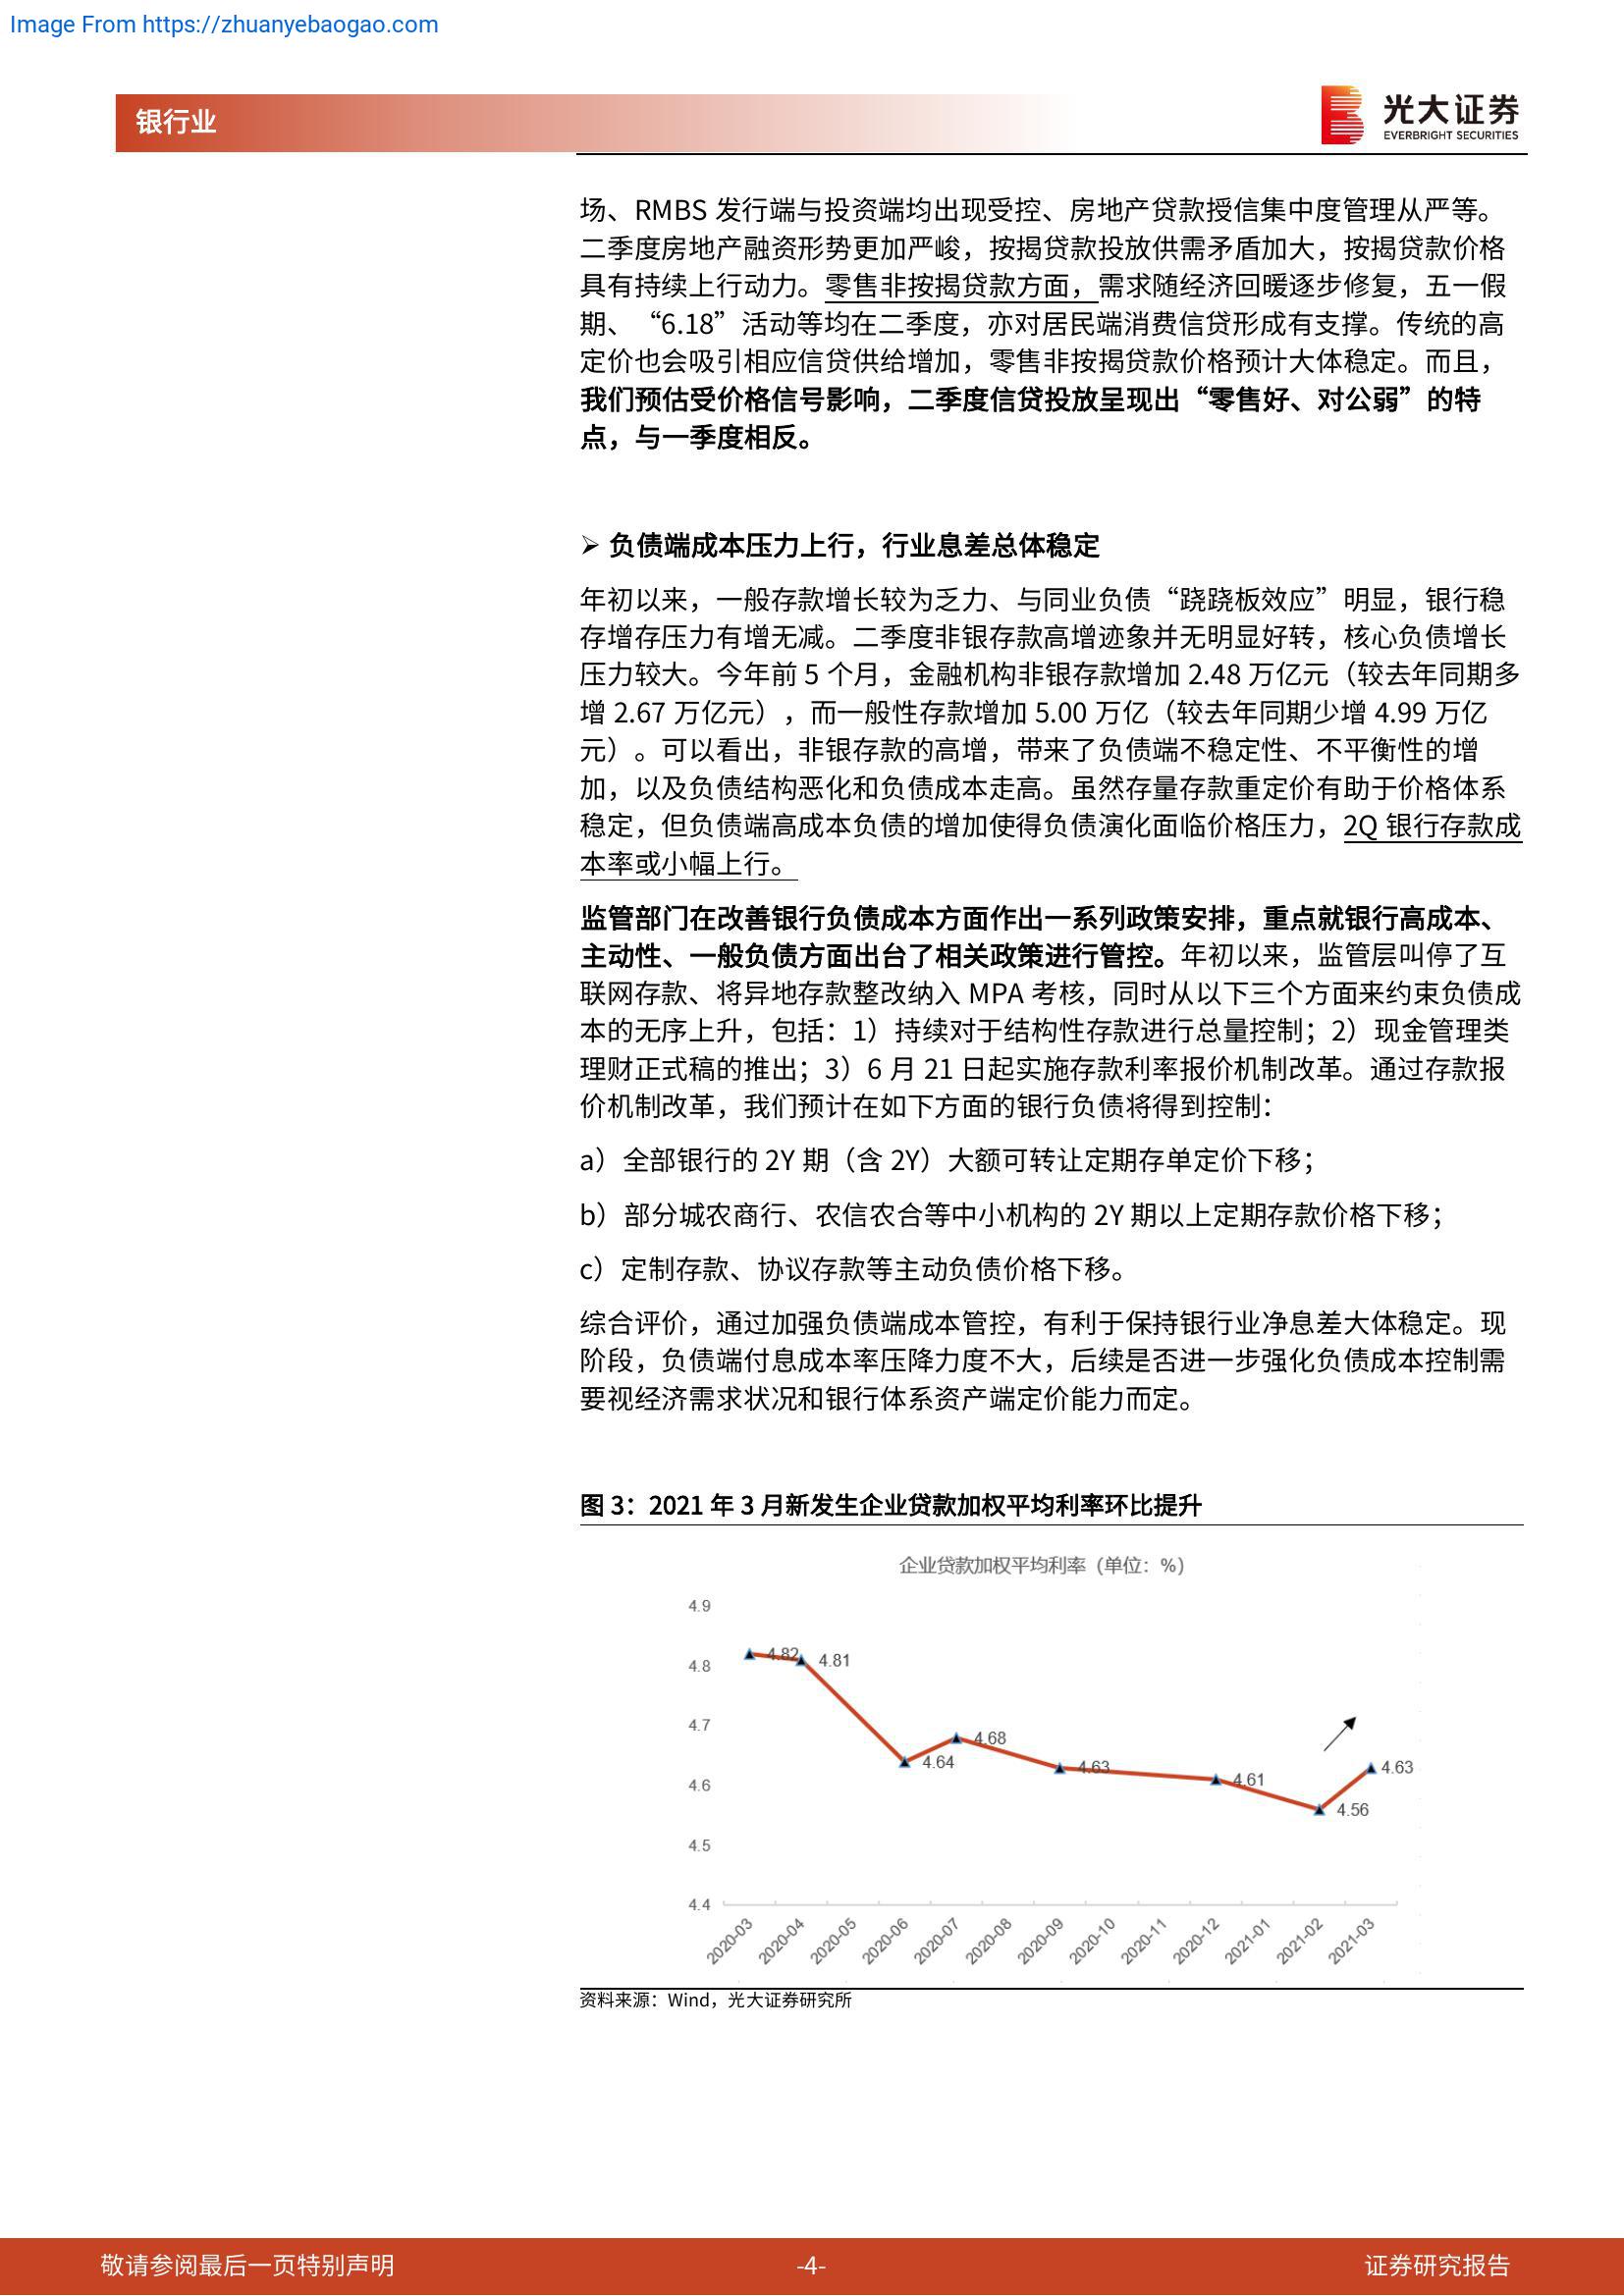 Image From https://zhuanyebaogao.com
银行业
光大证券
EVERBRIGHT SECURITIES
场、RMBS 发行端与投资端均出现受控、房地产贷款授信集中度管理从严等。
二季度房地产融资形势更加严峻，按揭贷款投放供需矛盾加大，按揭贷款价格
具有持续上行动力。零售非按揭贷款方面，需求随经济回暖逐步修复，五一假
期、“6.18”活动等均在二季度，亦对居民端消费信贷形成有支撑。传统的高
定价也会吸引相应信贷供给增加，零售非按揭贷款价格预计大体稳定。而且，
我们预估受价格信号影响，二季度信贷投放呈现出“零售好、对公弱”的特
点，与一季度相反。
➢ 负债端成本压力上行，行业息差总体稳定
年初以来，一般存款增长较为乏力、与同业负债“跷跷板效应”明显，银行稳
存增存压力有增无减。二季度非银存款高增迹象并无明显好转，核心负债增长
压力较大。今年前 5 个月，金融机构非银存款增加 2.48 万亿元（较去年同期多
增 2.67 万亿元），而一般性存款增加 5.00 万亿（较去年同期少增 4.99 万亿
元）。可以看出，非银存款的高增，带来了负债端不稳定性、不平衡性的增
加，以及负债结构恶化和负债成本走高。虽然存量存款重定价有助于价格体系
稳定，但负债端高成本负债的增加使得负债演化面临价格压力，2Q 银行存款成
本率或小幅上行。
监管部门在改善银行负债成本方面作出一系列政策安排，重点就银行高成本、
主动性、一般负债方面出台了相关政策进行管控。年初以来，监管层叫停了互
联网存款、将异地存款整改纳入 MPA 考核，同时从以下三个方面来约束负债成
本的无序上升，包括：1）持续对于结构性存款进行总量控制；2）现金管理类
理财正式稿的推出；3）6 月 21 日起实施存款利率报价机制改革。通过存款报
价机制改革，我们预计在如下方面的银行负债将得到控制：
a）全部银行的 2Y 期（含 2Y）大额可转让定期存单定价下移；
b）部分城农商行、农信农合等中小机构的 2Y 期以上定期存款价格下移；
c）定制存款、协议存款等主动负债价格下移。
综合评价，通过加强负债端成本管控，有利于保持银行业净息差大体稳定。现
阶段，负债端付息成本率压降力度不大，后续是否进一步强化负债成本控制需
要视经济需求状况和银行体系资产端定价能力而定。
图 3：2021 年 3 月新发生企业贷款加权平均利率环比提升
企业贷款加权平均利率（单位：%）
4.9
4.8
4.7
4.6
4.5
4.4
4.82
4.81
4.64
4.68
4.63
4.61
4.56
4.63
2020-03
2020-04
2020-05
2020-06
2020-07
2020-08
2020-09
2020-10
2020-11
2020-12
2021-01
2021-02
2021-03
资料来源：Wind，光大证券研究所
敬请参阅最后一页特别声明
-4-
证券研究报告